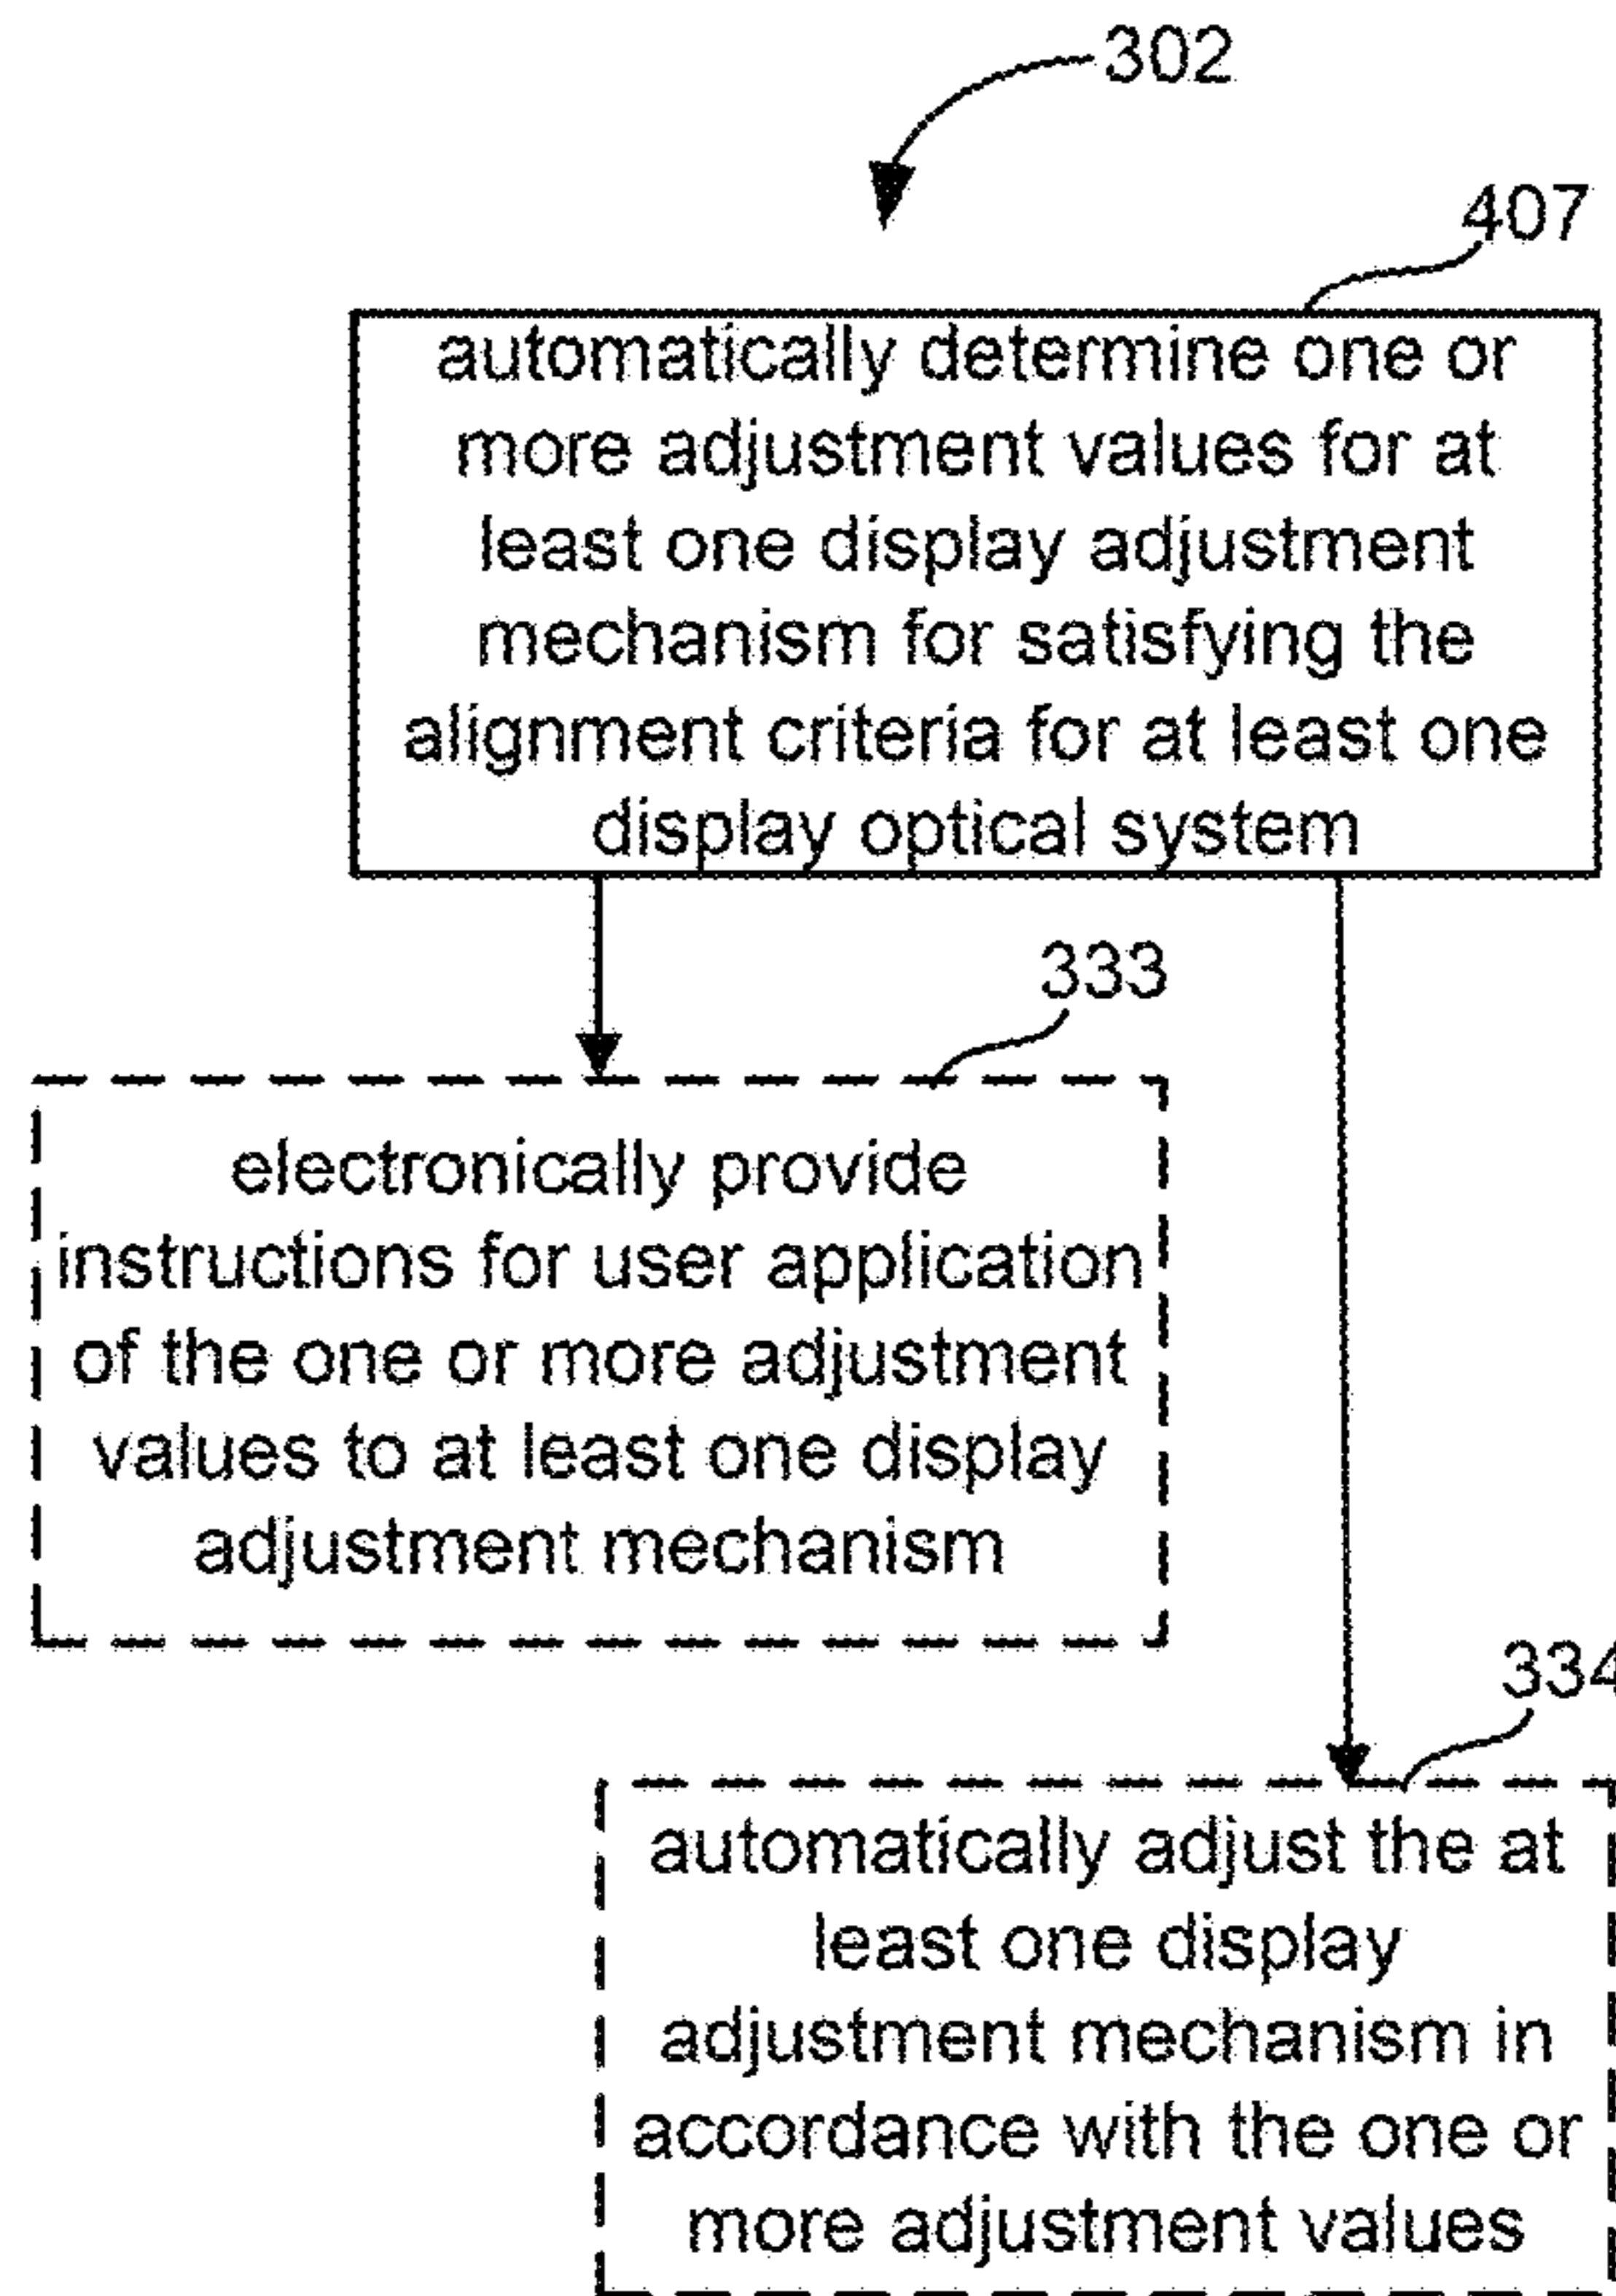 302
407
automatically determine one or
more adjustment values for at
least one display adjustment
mechanism for satisfying the
alignment criteria for at least one
display optical system
333
electronically provide
instructions for user application
of the one or more adjustment
values to at least one display
adjustment mechanism
334
automatically adjust the at
least one display
adjustment mechanism in
accordance with the one or
more adjustment values